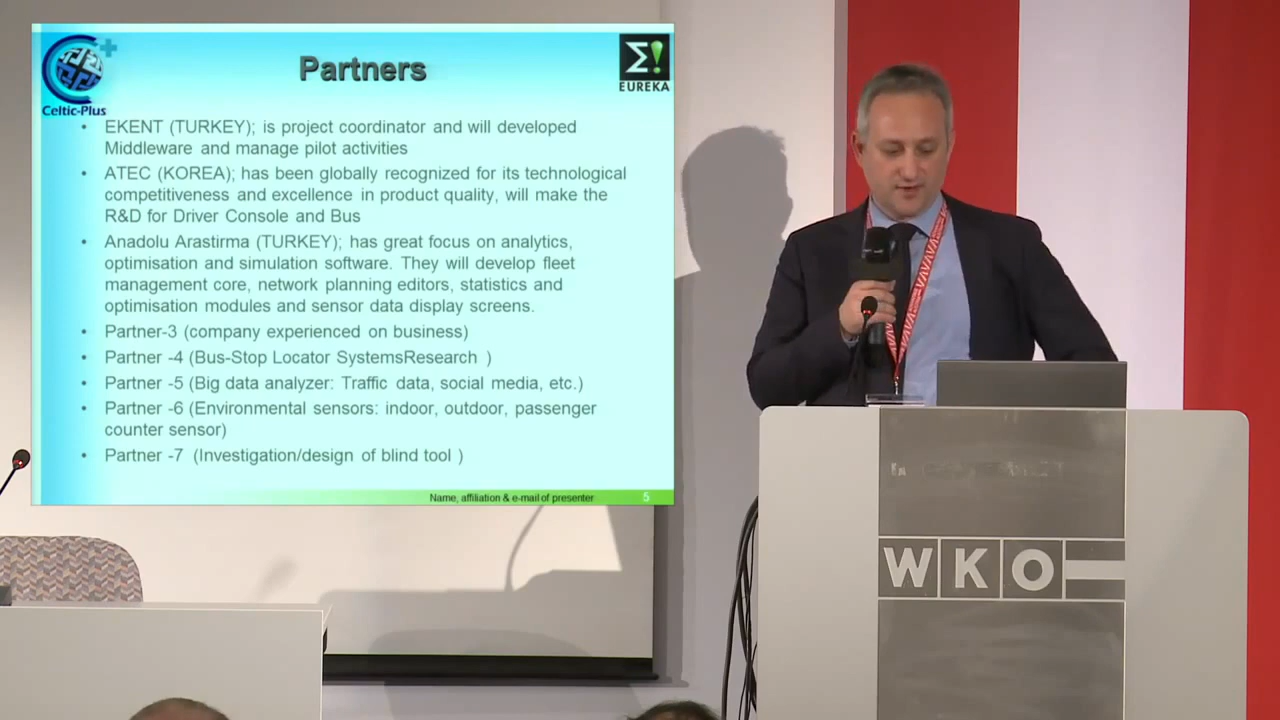 Partners
Celtic-Plus
Σ!
EUREKA
• EKENT (TURKEY); is project coordinator and will developed
Middleware and manage pilot activities
• ATEC (KOREA); has been globally recognized for its technological
competitiveness and excellence in product quality, will make the
R&D for Driver Console and Bus
• Anadolu Arastirma (TURKEY); has great focus on analytics,
optimisation and simulation software. They will develop fleet
management core, network planning editors, statistics and
optimisation modules and sensor data display screens.
• Partner-3 (company experienced on business)
• Partner -4 (Bus-Stop Locator SystemsResearch )
• Partner -5 (Big data analyzer: Traffic data, social media, etc.)
• Partner -6 (Environmental sensors: indoor, outdoor, passenger
counter sensor)
• Partner -7 (Investigation/design of blind tool )
Name, affiliation & e-mail of presenter 5
WKO